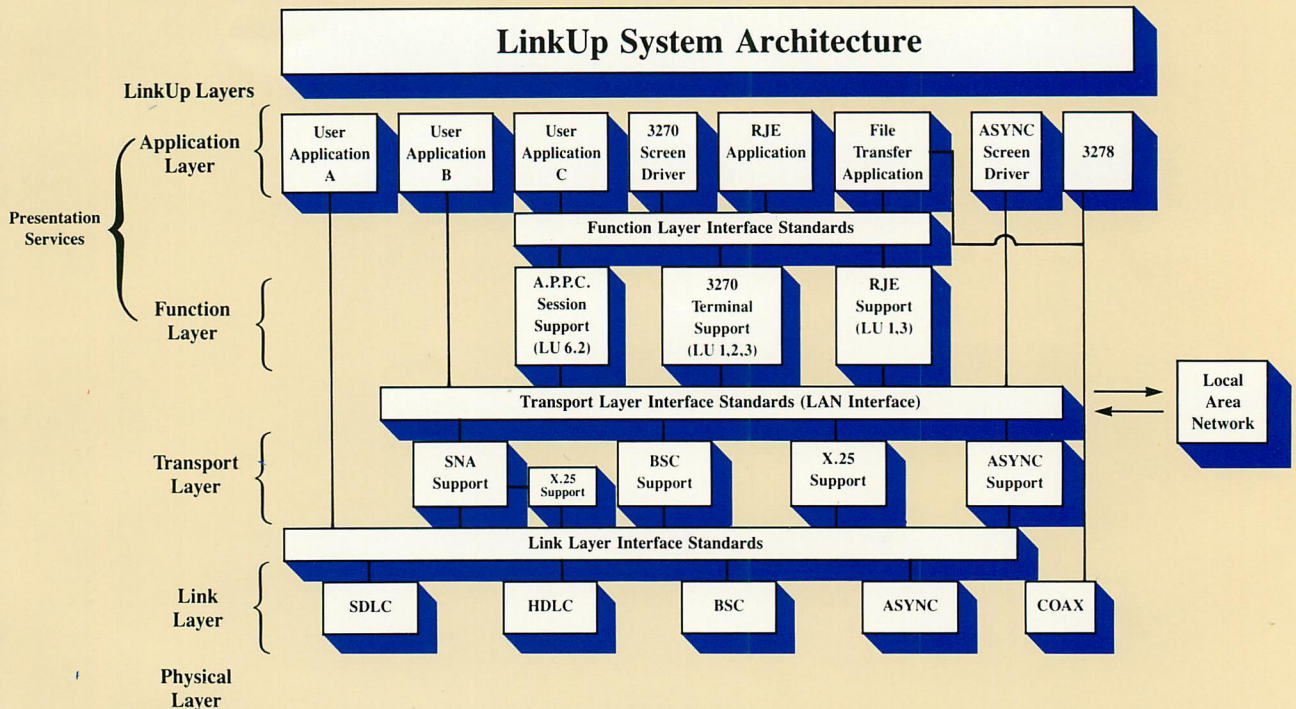 LinkUp System Architecture
LinkUp Layers
Presentation
Services
Application
Layer
User
Application
A
User
Application
B
User
Application
C
3270
Screen
Driver
RJE
Application
File
Transfer
Application
ASYNC
Screen
Driver
3278
Function Layer Interface Standards
Function
Layer
A.P.P.C.
Session
Support
(LU 6.2)
3270
Terminal
Support
(LU 1,2,3)
RJE
Support
(LU 1,3)
Transport Layer Interface Standards (LAN Interface)
Local
Area
Network
Transport
Layer
SNA
Support
X.25
Support
BSC
Support
X.25
Support
ASYNC
Support
Link Layer Interface Standards
Link
Layer
SDLC
HDLC
BSC
ASYNC
COAX
Physical
Layer